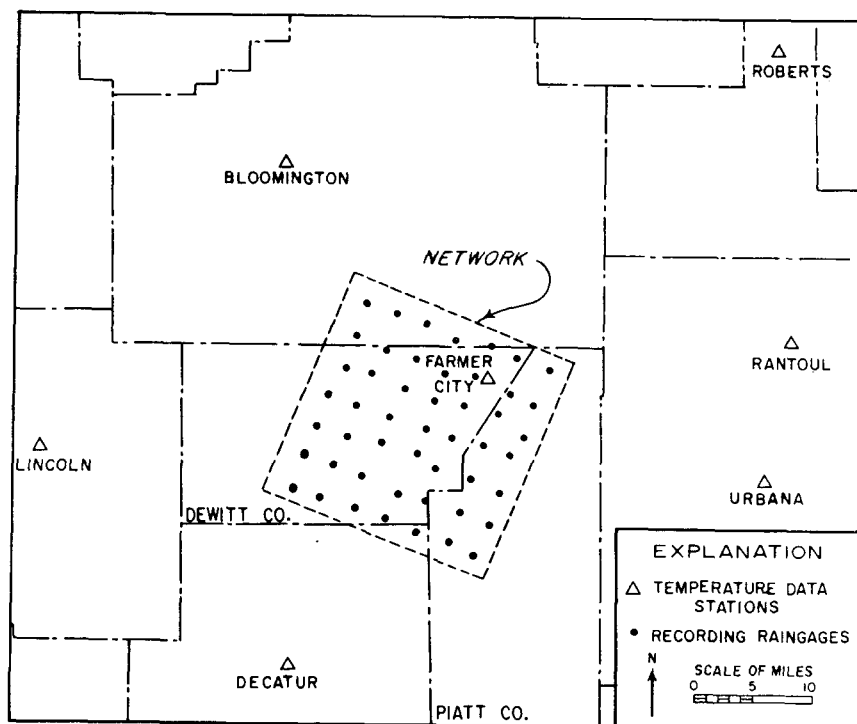 ROBERTS
BLOOMINGTON
NETWORK
FARMER
CITY
RANTOUL
LINCOLN
URBANA
DEWITT CO.
DECATUR
PIATT CO.
EXPLANATION
TEMPERATURE DATA
STATIONS
RECORDING RAINGAGES
N
SCALE OF MILES
0 5 10